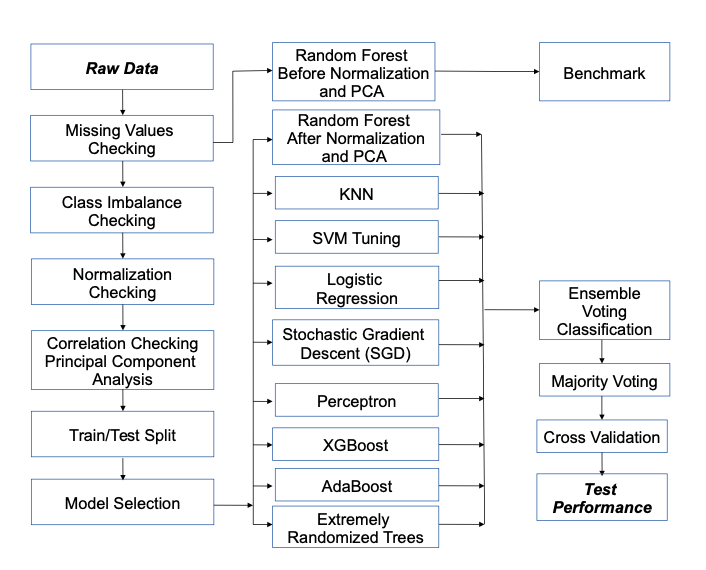 Raw Data
Missing Values
Checking
Class Imbalance
Checking
Normalization
Checking
Correlation Checking
Principal Component
Analysis
Train/Test Split
Model Selection
Random Forest
Before Normalization
and PCA
Random Forest
After Normalization
and PCA
KNN
SVM Tuning
Logistic
Regression
Stochastic Gradient
Descent (SGD)
Perceptron
XGBoost
AdaBoost
Extremely
Randomized Trees
Benchmark
Ensemble
Voting
Classification
Majority Voting
Cross Validation
Test
Performance